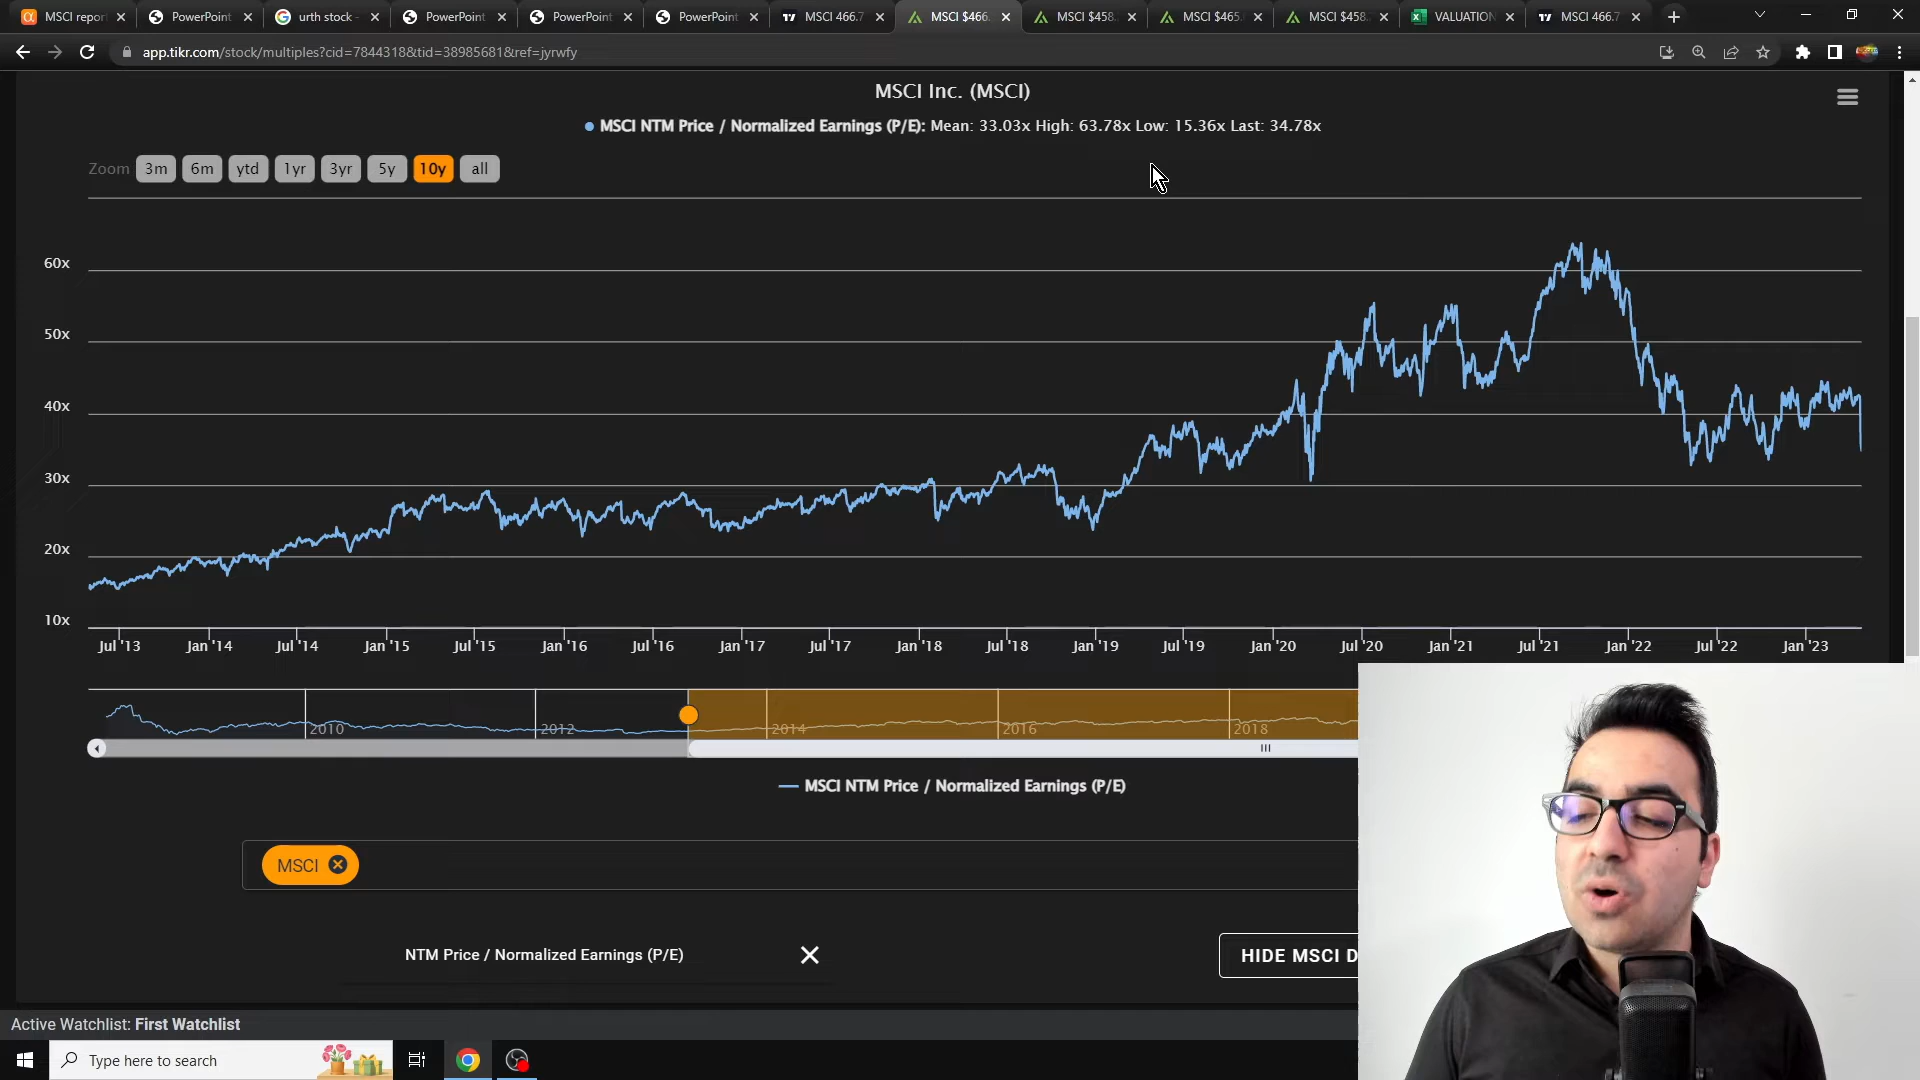 MSCI repor
PowerPoint
urth stock -
PowerPoint
PowerPoint
PowerPoint
MSCI 466.7
MSCI $466.
MSCI $458.
MSCI $465.
MSCI $458.
VALUATION
MSCI 466.7
app.tikr.com/stock/multiples?cid=7844318&tid=38985681&ref=jyrwfy
MSCI Inc. (MSCI)
MSCI NTM Price / Normalized Earnings (P/E): Mean: 33.03x High: 63.78x Low: 15.36x Last: 34.78x
Zoom 3m 6m ytd 1yr 3yr 5y 10y all
60x
50x
40x
30x
20x
10x
Jul '13 Jan '14 Jul '14 Jan '15 Jul '15 Jan '16 Jul '16 Jan '17 Jul '17 Jan '18 Jul '18 Jan '19 Jul '19 Jan '20 Jul '20 Jan '21 Jul '21 Jan '22 Jul '22 Jan '23
2010 2012 2014 2016 2018
MSCI NTM Price / Normalized Earnings (P/E)
MSCI
NTM Price / Normalized Earnings (P/E)
HIDE MSCI D
Active Watchlist: First Watchlist
Type here to search